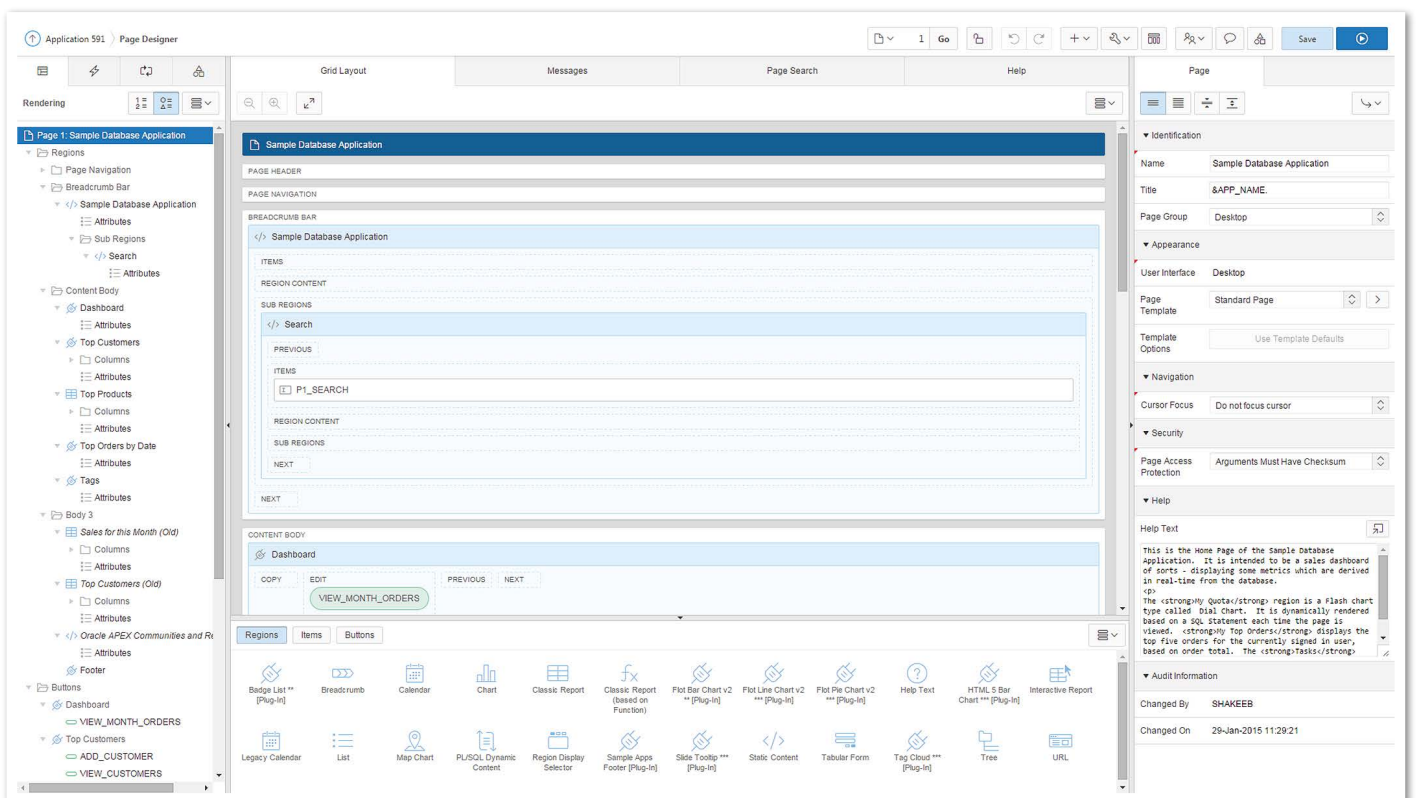 Application 591
Page Designer
1
Go
Save
Rendering
Page 1: Sample Database Application
Regions
Page Navigation
Breadcrumb Bar
</> Sample Database Application
Attributes
Sub Regions
</> Search
Attributes
Content Body
Dashboard
Attributes
Top Customers
Columns
Attributes
Top Products
Columns
Attributes
Top Orders by Date
Attributes
Tags
Attributes
Body 3
Sales for this Month (Old)
Columns
Attributes
Top Customers (Old)
Columns
Attributes
</> Oracle APEX Communities and Re
Attributes
Footer
Buttons
Dashboard
VIEW_MONTH_ORDERS
Top Customers
ADD_CUSTOMER
VIEW_CUSTOMERS
Grid Layout
Messages
Page Search
Help
Sample Database Application
PAGE HEADER
PAGE NAVIGATION
BREADCRUMB BAR
</> Sample Database Application
ITEMS
REGION CONTENT
SUB REGIONS
</> Search
PREVIOUS
ITEMS
P1_SEARCH
REGION CONTENT
SUB REGIONS
NEXT
NEXT
CONTENT BODY
Dashboard
COPY
EDIT
PREVIOUS
NEXT
VIEW_MONTH_ORDERS
Regions
Items
Buttons
Badge List **
[Plug-In]
Breadcrumb
Calendar
Chart
Classic Report
Classic Report
(based on
Function)
Flot Bar Chart v2
** [Plug-In]
Flot Line Chart v2
*** [Plug-In]
Flot Pie Chart v2
*** [Plug-In]
Help Text
HTML 5 Bar
Chart *** [Plug-In]
Interactive Report
Legacy Calendar
List
Map Chart
PL/SQL Dynamic
Content
Region Display
Selector
Sample Apps
Footer [Plug-In]
Slide Tooltip ***
[Plug-In]
Static Content
Tabular Form
Tag Cloud ***
[Plug-In]
Tree
URL
Page
Identification
Name
Sample Database Application
Title
&APP_NAME.
Page Group
Desktop
Appearance
User Interface
Desktop
Page
Template
Standard Page
Template
Options
Use Template Defaults
Navigation
Cursor Focus
Do not focus cursor
Security
Page Access
Protection
Arguments Must Have Checksum
Help
Help Text
This is the Home Page of the Sample Database
Application.  It is intended to be a sales dashboard
of sorts - displaying some metrics which are derived
in real-time from the database.
<p>
The <strong>My Quota</strong> region is a Flash chart
type called  Dial Chart.  It is dynamically rendered
based on a SQL Statement each time the page is
viewed.  <strong>My Top Orders</strong> displays the
top five orders for the currently signed in user,
based on order total.  The <strong>Tasks</strong>
Audit Information
Changed By
SHAKEEB
Changed On
29-Jan-2015 11:29:21